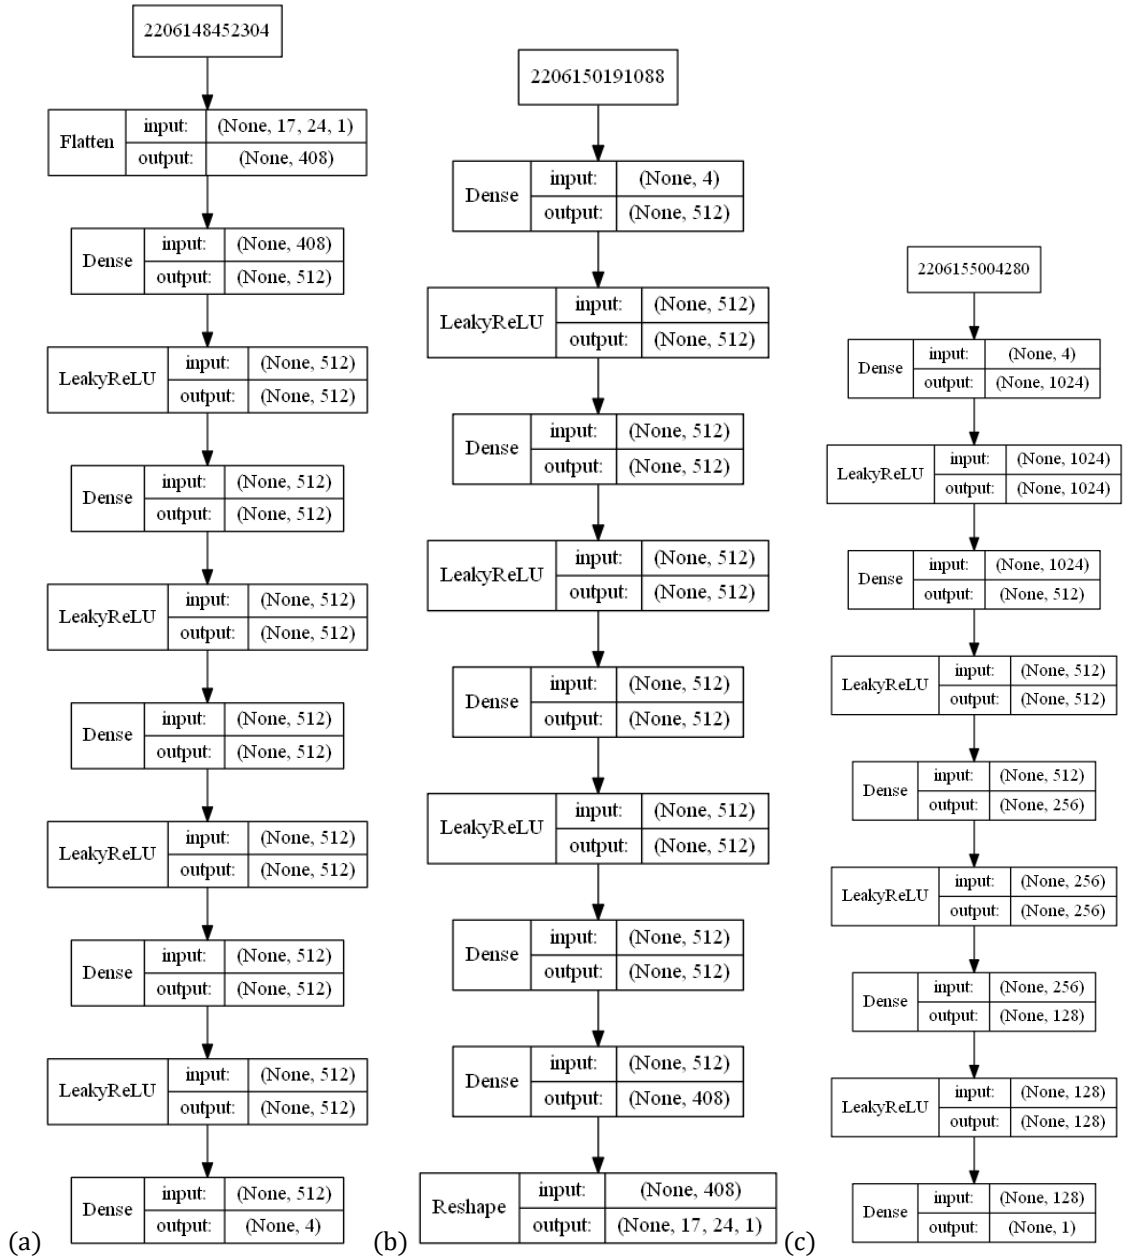 2206148452304
Flatten
input: (None, 17, 24, 1)
output: (None, 408)
Dense
input: (None, 408)
output: (None, 512)
LeakyReLU
input: (None, 512)
output: (None, 512)
Dense
input: (None, 512)
output: (None, 512)
LeakyReLU
input: (None, 512)
output: (None, 512)
Dense
input: (None, 512)
output: (None, 512)
LeakyReLU
input: (None, 512)
output: (None, 512)
Dense
input: (None, 512)
output: (None, 512)
LeakyReLU
input: (None, 512)
output: (None, 512)
Dense
input: (None, 512)
output: (None, 4)
(a)
2206150191088
Dense
input: (None, 4)
output: (None, 512)
LeakyReLU
input: (None, 512)
output: (None, 512)
Dense
input: (None, 512)
output: (None, 512)
LeakyReLU
input: (None, 512)
output: (None, 512)
Dense
input: (None, 512)
output: (None, 512)
LeakyReLU
input: (None, 512)
output: (None, 512)
Dense
input: (None, 512)
output: (None, 512)
Dense
input: (None, 512)
output: (None, 408)
Reshape
input: (None, 408)
output: (None, 17, 24, 1)
(b)
2206155004280
Dense
input: (None, 4)
output: (None, 1024)
LeakyReLU
input: (None, 1024)
output: (None, 1024)
Dense
input: (None, 1024)
output: (None, 512)
LeakyReLU
input: (None, 512)
output: (None, 512)
Dense
input: (None, 512)
output: (None, 256)
LeakyReLU
input: (None, 256)
output: (None, 256)
Dense
input: (None, 256)
output: (None, 128)
LeakyReLU
input: (None, 128)
output: (None, 128)
Dense
input: (None, 128)
output: (None, 1)
(c)